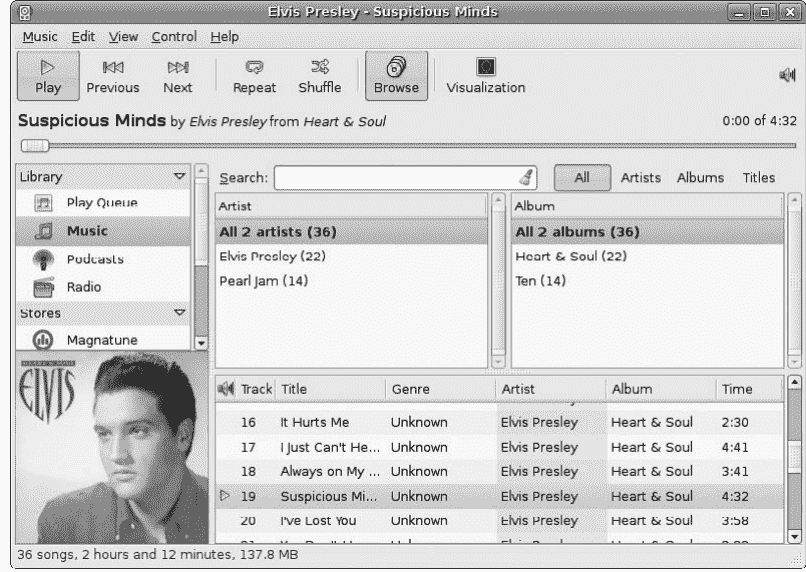 Elvis Presley - Suspicious Minds
Music Edit View Control Help
Play Previous Next Repeat Shuffle Browse Visualization
Suspicious Minds by Elvis Presley from Heart & Soul 0:00 of 4:32
Library
Play Queue
Music
Podcasts
Radio
Stores
Magnatune
Search: All Artists Albums Titles
Artist Album
All 2 artists (36) All 2 albums (36)
Elvis Presley (22) Heart & Soul (22)
Pearl Jam (14) Ten (14)
ELVIS
Track Title Genre Artist Album Time
16 It Hurts Me Unknown Elvis Presley Heart & Soul 2:30
17 I Just Can't He... Unknown Elvis Presley Heart & Soul 4:41
18 Always on My ... Unknown Elvis Presley Heart & Soul 3:41
19 Suspicious Mi... Unknown Elvis Presley Heart & Soul 4:32
20 I've Lost You Unknown Elvis Presley Heart & Soul 3:58
36 songs, 2 hours and 12 minutes, 137.8 MB